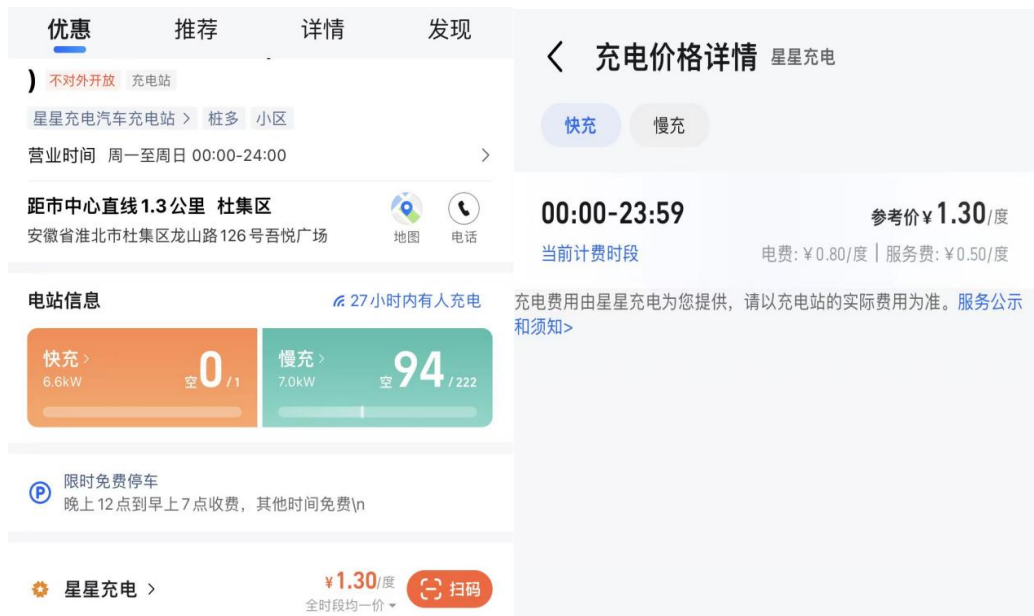 优惠 推荐 详情 发现
) 不对外开放 充电站
星星充电汽车充电站 > 桩多 小区
营业时间 周一至周日 00:00-24:00 >
距市中心直线1.3公里 杜集区
安徽省淮北市杜集区龙山路126号吾悦广场
地图 电话
电站信息 27小时内有人充电
快充> 慢充>
6.6kW 空0/1 7.0kW 空94/222
P 限时免费停车
晚上12点到早上7点收费，其他时间免费\n
星星充电 > ¥1.30/度 扫码
全时段均一价
< 充电价格详情 星星充电
快充 慢充
00:00-23:59 参考价¥1.30/度
当前计费时段 电费:¥0.80/度 | 服务费:¥0.50/度
充电费用由星星充电为您提供，请以充电站的实际费用为准。服务公示
和须知>